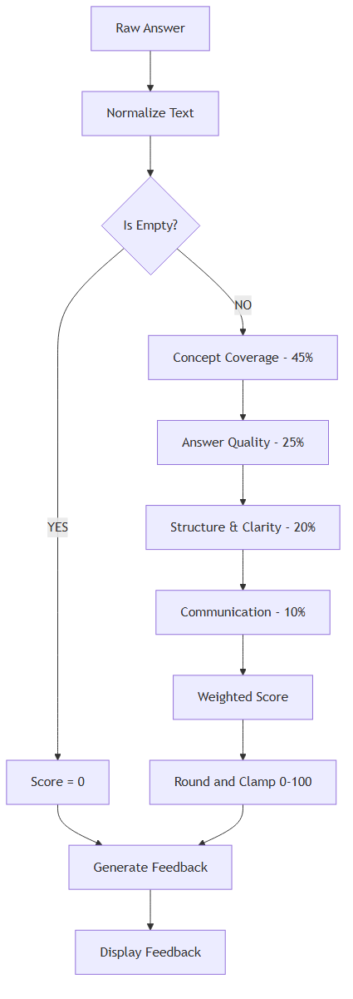 Raw Answer
Normalize Text
Is Empty?
NO
Concept Coverage - 45%
Answer Quality - 25%
Structure & Clarity - 20%
YES
Communication - 10%
Weighted Score
Score = 0
Round and Clamp 0-100
Generate Feedback
Display Feedback